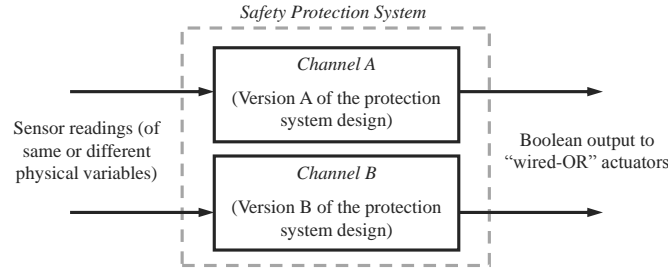 Safety Protection System
Channel A
(Version A of the protection
system design)
Sensor readings (of
same or different
physical variables)
Channel B
(Version B of the protection
system design)
Boolean output to
“wired-OR” actuators